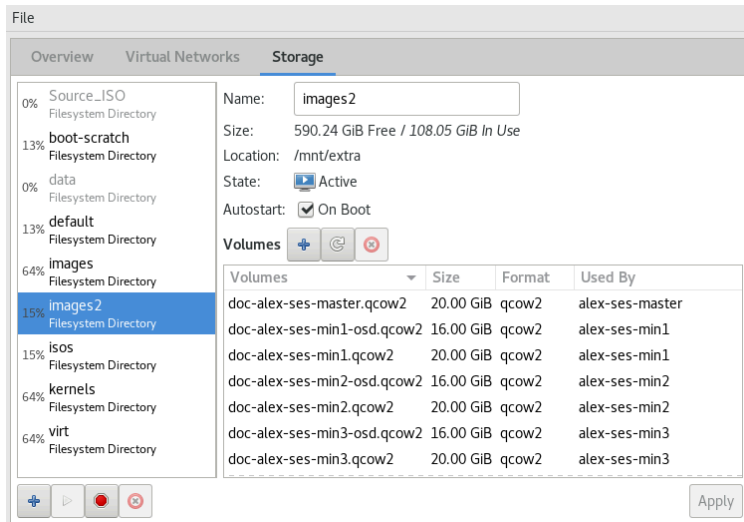 File
Overview Virtual Networks Storage
0% Source_ISO
Filesystem Directory
13% boot-scratch
Filesystem Directory
0% data
Filesystem Directory
13% default
Filesystem Directory
64% images
Filesystem Directory
15% images2
Filesystem Directory
15% isos
Filesystem Directory
64% kernels
Filesystem Directory
64% virt
Filesystem Directory
Name: images2
Size: 590.24 GiB Free / 108.05 GiB In Use
Location: /mnt/extra
State: Active
Autostart: On Boot
Volumes
Volumes Size Format Used By
doc-alex-ses-master.qcow2 20.00 GiB qcow2 alex-ses-master
doc-alex-ses-min1-osd.qcow2 16.00 GiB qcow2 alex-ses-min1
doc-alex-ses-min1.qcow2 20.00 GiB qcow2 alex-ses-min1
doc-alex-ses-min2-osd.qcow2 16.00 GiB qcow2 alex-ses-min2
doc-alex-ses-min2.qcow2 20.00 GiB qcow2 alex-ses-min2
doc-alex-ses-min3-osd.qcow2 16.00 GiB qcow2 alex-ses-min3
doc-alex-ses-min3.qcow2 20.00 GiB qcow2 alex-ses-min3
Apply